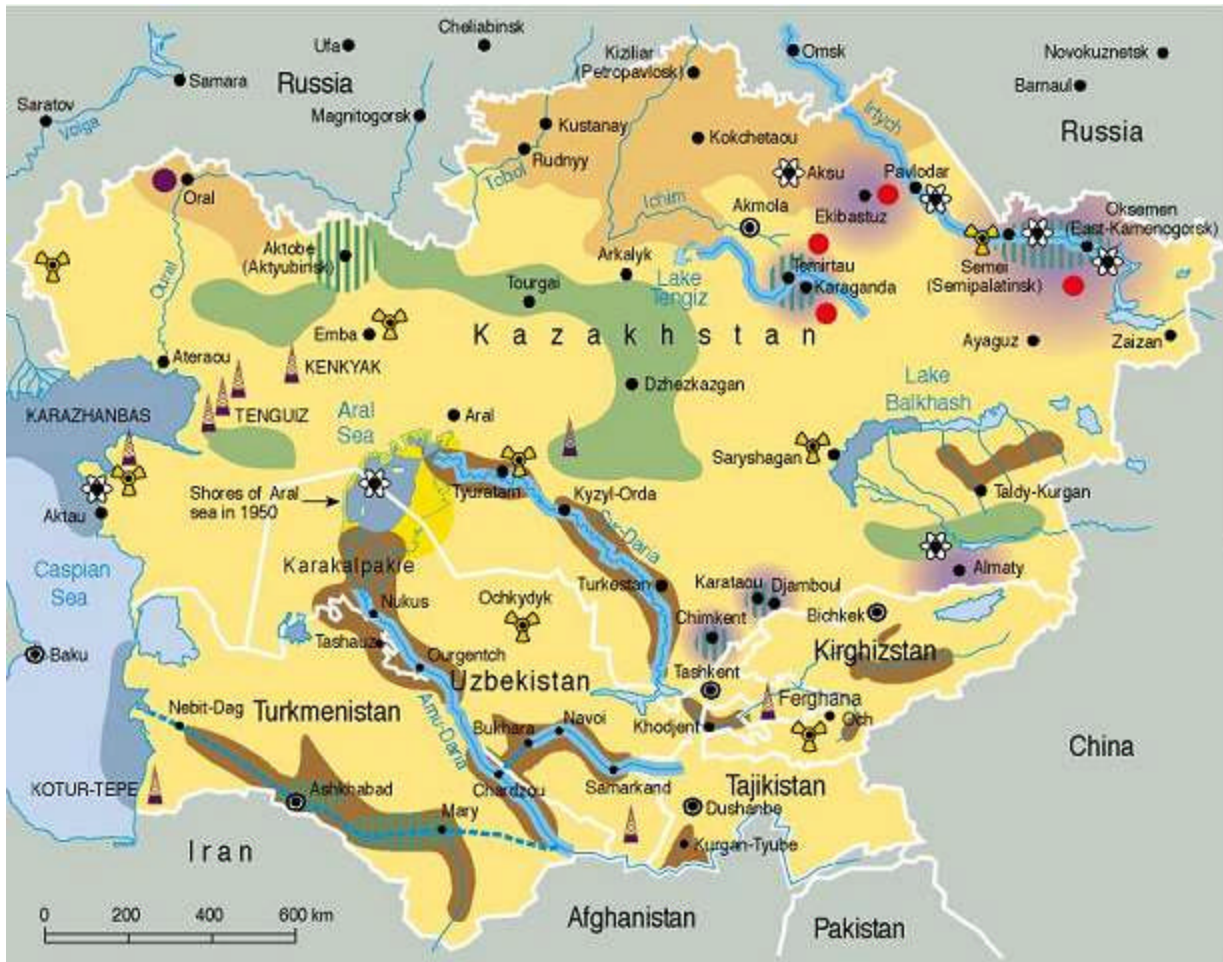 Cheliabinsk
Ufa
Russia
Samara
Saratov
Volga
Magnitogorsk
Kiziliar
(Petropavlosk)
Omsk
Novokuznetsk
Barnaul
Russia
Irtych
Kustanay
Kokchetaou
Rudnyy
Tobol
Aksu
Pavlodar
Oral
Ichim
Akmola
Ekibastuz
Oksemen
(East-Kamenogorsk)
Aktobe
(Aktyubinsk)
Arkalyk
Lake
Tengiz
Temirtau
Karaganda
Semei
(Semipalatinsk)
Oural
Tourgai
Emba
Kazakhstan
Ayaguz
Zaizan
Ateraou
KENKYAK
Dzhezkazgan
Lake
Balkhash
KARAZHANBAS
TENGUIZ
Aral
Sea
Aral
Saryshagan
Tyuratam
Shores of Aral
sea in 1950
Kyzyl-Orda
Taldy-Kurgan
Aktau
Syr-Daria
Karakalpakie
Caspian
Sea
Turkestan
Karataou
Djamboul
Almaty
Nukus
Ochkydyk
Bichkek
Chimkent
Tashauz
Baku
Ourgentch
Uzbekistan
Tashkent
Kirghizstan
Nebit-Dag
Turkmenistan
Amu-Daria
Bukhara
Navoi
Khodjent
Ferghana
Och
China
KOTUR-TEPE
Ashkhabad
Chardzou
Samarkand
Tajikistan
Mary
Dushanbe
Iran
Kurgan-Tyube
0 200 400 600 km
Afghanistan
Pakistan